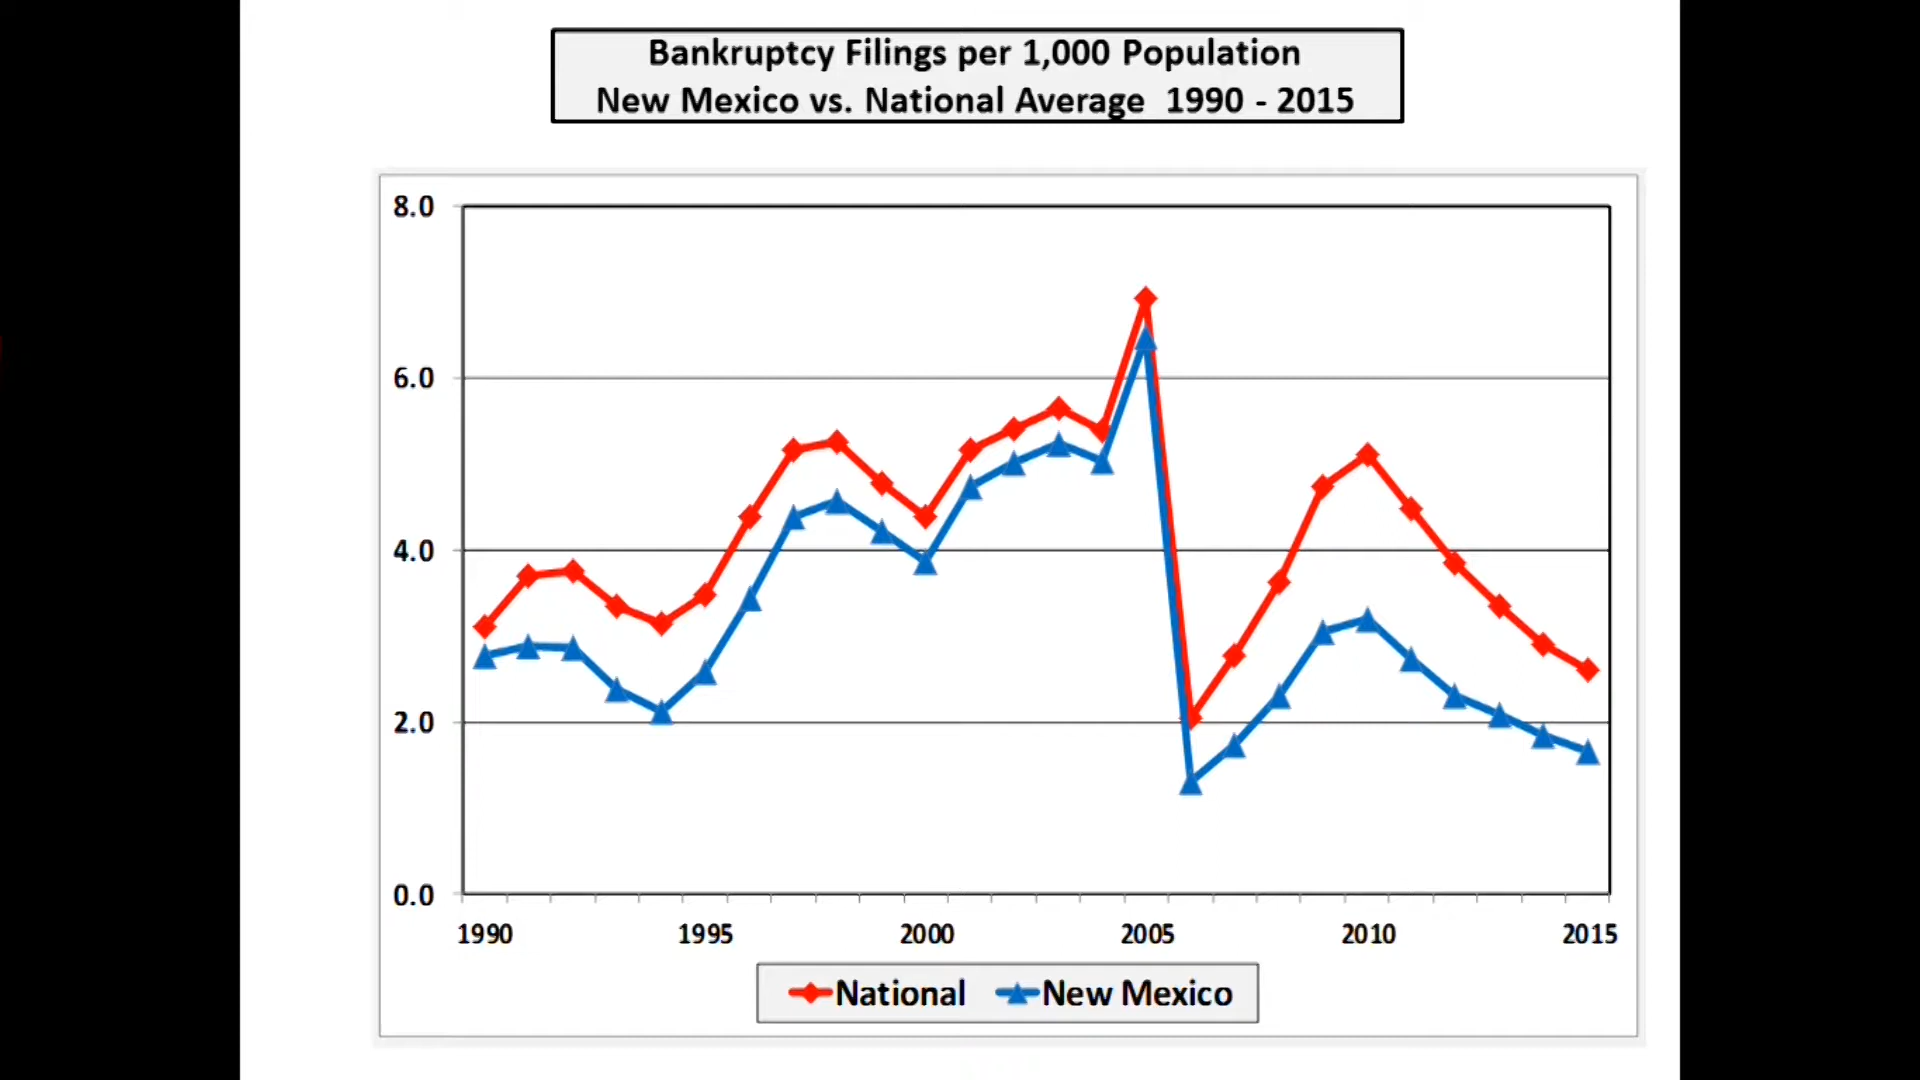 Bankruptcy Filings per 1,000 Population
New Mexico vs. National Average 1990 - 2015
8.0
6.0
4.0
2.0
0.0
1990 1995 2000 2005 2010 2015
National New Mexico